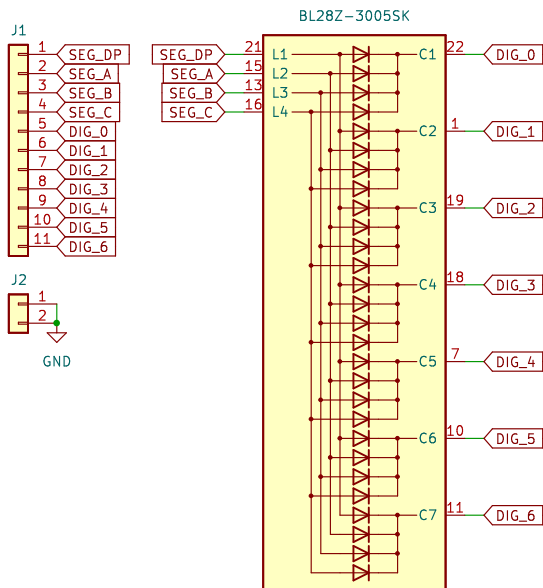 BL28Z-3005SK
J1
1 SEG_DP
2 SEG_A
3 SEG_B
4 SEG_C
5 DIG_0
6 DIG_1
7 DIG_2
8 DIG_3
9 DIG_4
10 DIG_5
11 DIG_6
J2
1
2
GND
SEG_DP 21 L1
SEG_A 15 L2
SEG_B 13 L3
SEG_C 16 L4
C1 22 DIG_0
C2 1 DIG_1
C3 19 DIG_2
C4 18 DIG_3
C5 7 DIG_4
C6 10 DIG_5
C7 11 DIG_6